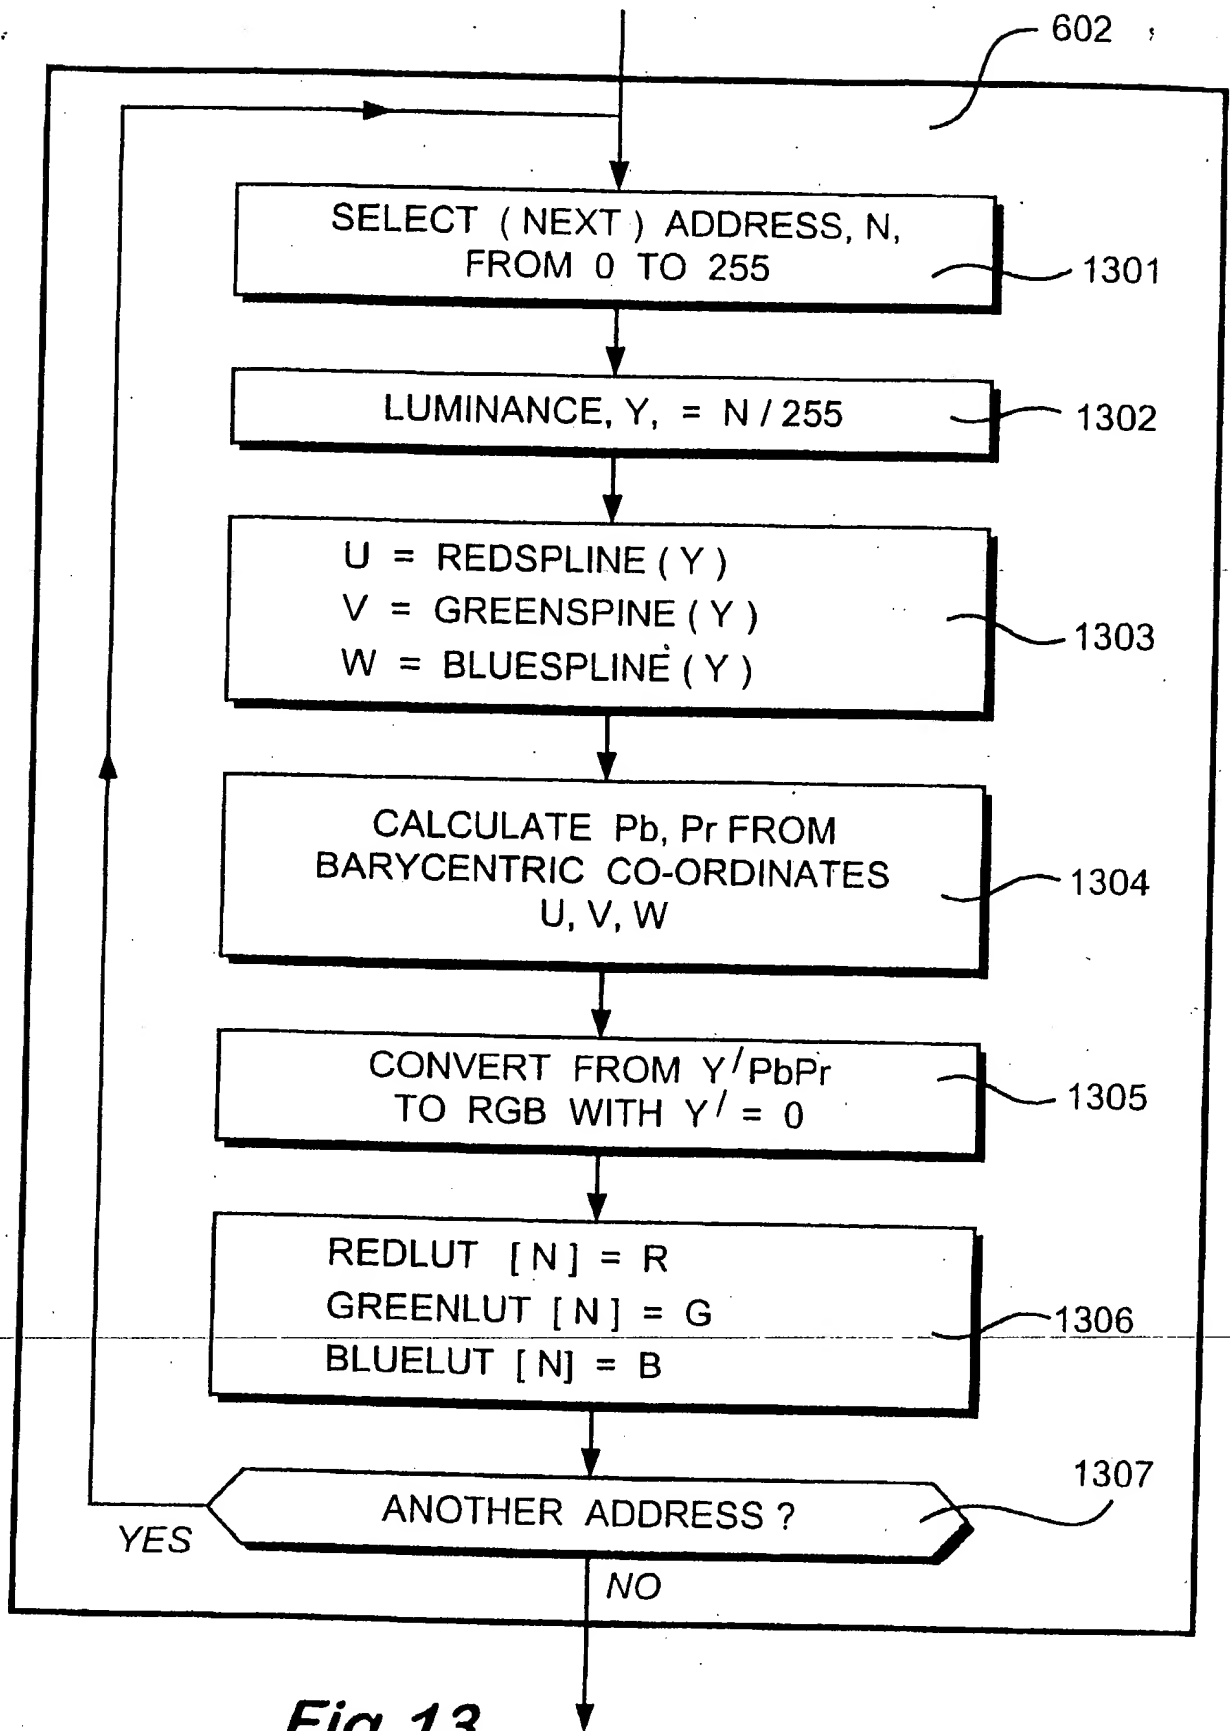 602
SELECT ( NEXT ) ADDRESS, N,
FROM 0 TO 255
1301
LUMINANCE, Y, = N / 255
1302
U = REDSPLINE ( Y )
V = GREENSPINE ( Y )
W = BLUESPLINE ( Y )
1303
CALCULATE Pb, Pr FROM
BARYCENTRIC CO-ORDINATES
U, V, W
1304
CONVERT FROM Y/PbPr
TO RGB WITH Y/ = 0
1305
REDLUT [ N ] = R
GREENLUT [ N ] = G
BLUELUT [ N] = B
1306
1307
ANOTHER ADDRESS ?
YES
NO
Fig 13